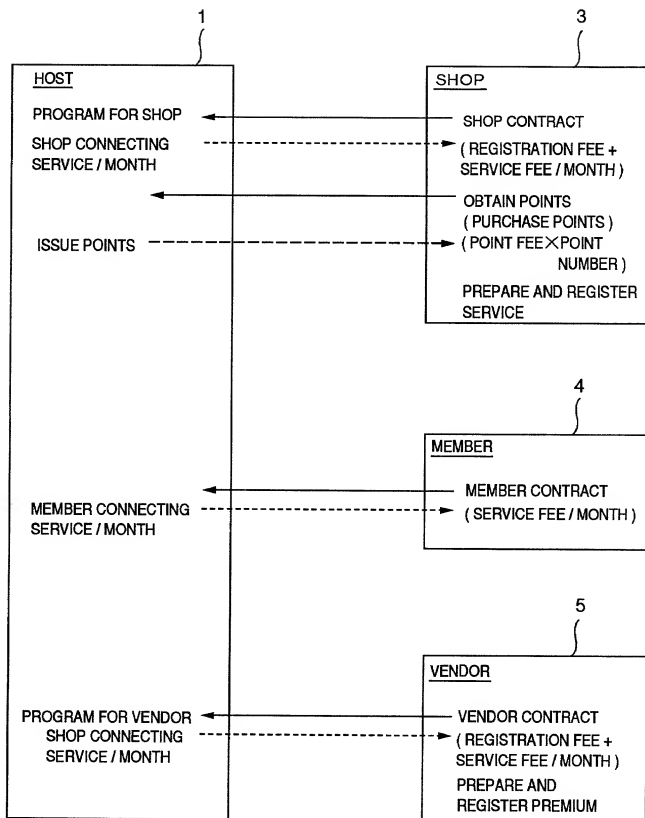 1
HOST
PROGRAM FOR SHOP
SHOP CONNECTING
SERVICE / MONTH
ISSUE POINTS
MEMBER CONNECTING
SERVICE / MONTH
PROGRAM FOR VENDOR
SHOP CONNECTING
SERVICE / MONTH
3
SHOP
SHOP CONTRACT
( REGISTRATION FEE +
SERVICE FEE / MONTH )
OBTAIN POINTS
( PURCHASE POINTS )
( POINT FEE×POINT
NUMBER )
PREPARE AND REGISTER
SERVICE
4
MEMBER
MEMBER CONTRACT
( SERVICE FEE / MONTH )
5
VENDOR
VENDOR CONTRACT
( REGISTRATION FEE +
SERVICE FEE / MONTH )
PREPARE AND
REGISTER PREMIUM